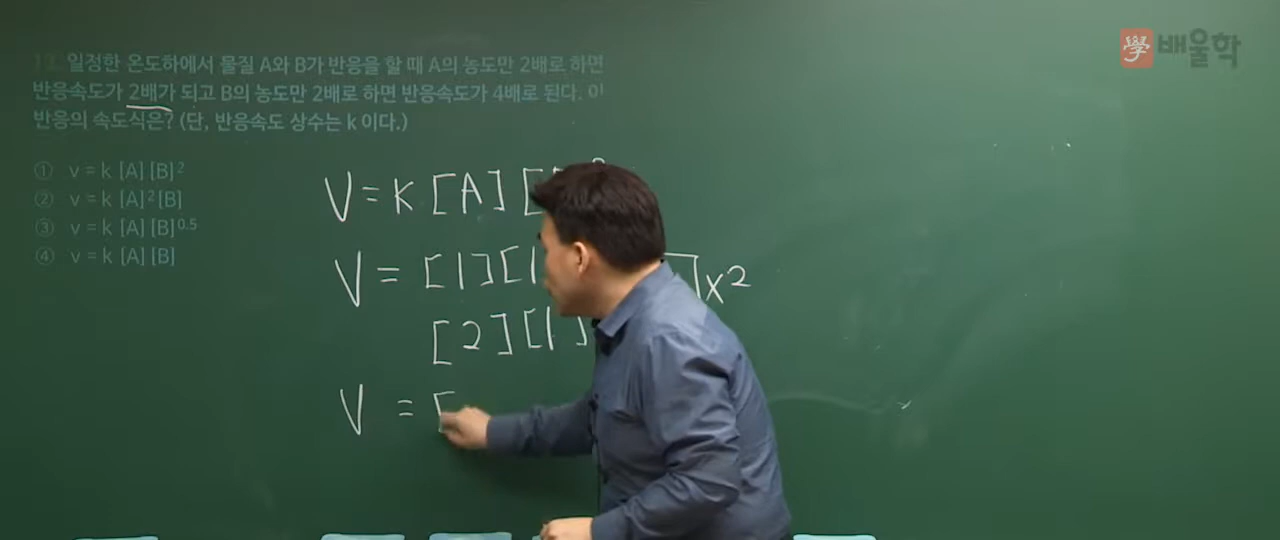 배울학
13. 일정한 온도하에서 물질 A와 B가 반응을 할 때 A의 농도만 2배로 하면
반응속도가 2배가 되고 B의 농도만 2배로 하면 반응속도가 4배로 된다. 이
반응의 속도식은? (단, 반응속도 상수는 k 이다.)
① v = k [A] [B]²
② v = k [A]²[B]
③ v = k [A] [B]⁰·⁵
④ v = k [A] [B]
V = K [A] [
V = [1] [1 x2
[2] [1]
V = [